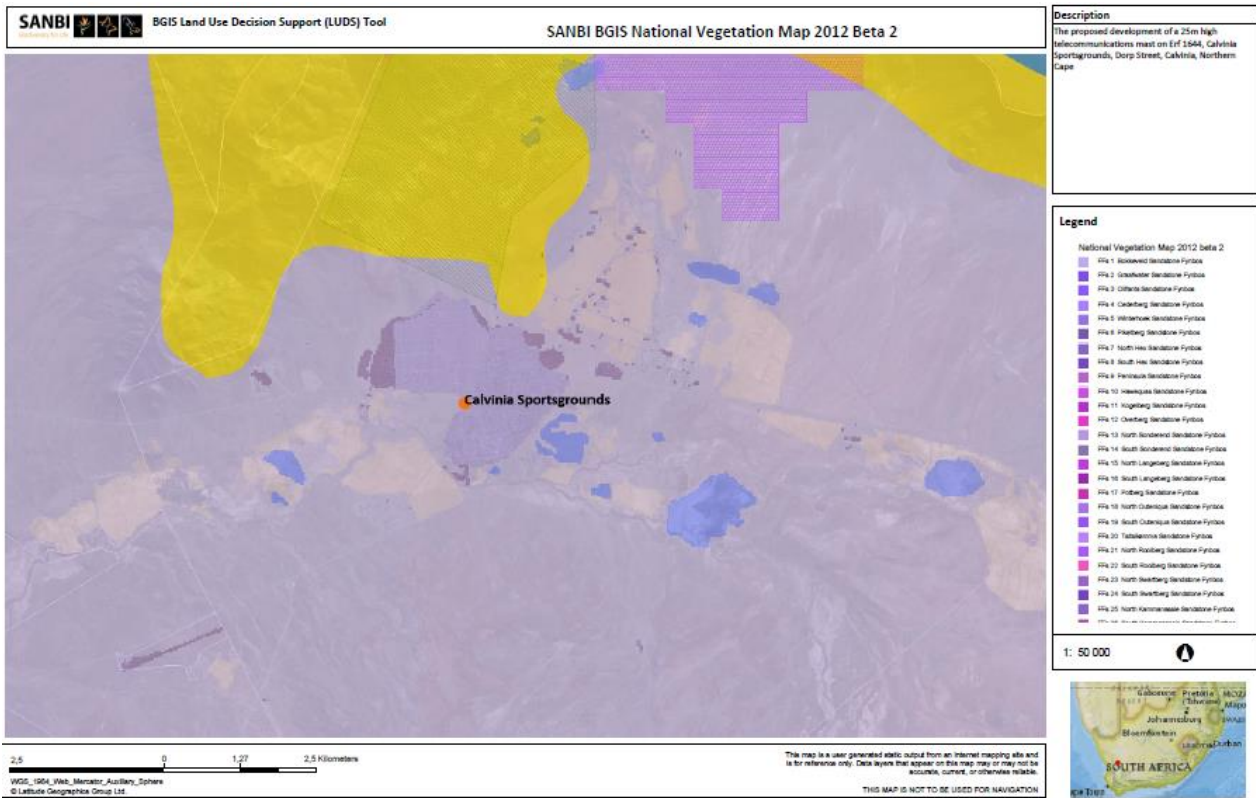 SANBI
BGIS Land Use Decision Support (LUDS) Tool
SANBI BGIS National Vegetation Map 2012 Beta 2
Description
The proposed development of a 25m high
telecommunications mast on Erf 1644, Calvinia
Sportsgrounds, Dorp Street, Calvinia, Northern
Cape
Calvinia Sportsgrounds
Legend
National Vegetation Map 2012 beta 2
FFs 1 Bokkeveld Sandstone Fynbos
FFs 2 Graafwater Sandstone Fynbos
FFs 3 Olifants Sandstone Fynbos
FFs 4 Cederberg Sandstone Fynbos
FFs 5 Winterhoek Sandstone Fynbos
FFs 6 Piketberg Sandstone Fynbos
FFs 7 North Hex Sandstone Fynbos
FFs 8 South Hex Sandstone Fynbos
FFs 9 Peninsula Sandstone Fynbos
FFs 10 Hawequas Sandstone Fynbos
FFs 11 Kogelberg Sandstone Fynbos
FFs 12 Overberg Sandstone Fynbos
FFs 13 North Sonderend Sandstone Fynbos
FFs 14 South Sonderend Sandstone Fynbos
FFs 15 North Langeberg Sandstone Fynbos
FFs 16 South Langeberg Sandstone Fynbos
FFs 17 Potberg Sandstone Fynbos
FFs 18 North Outeniqua Sandstone Fynbos
FFs 19 South Outeniqua Sandstone Fynbos
FFs 20 Tsitsikamma Sandstone Fynbos
FFs 21 North Rooiberg Sandstone Fynbos
FFs 22 South Rooiberg Sandstone Fynbos
FFs 23 North Swartberg Sandstone Fynbos
FFs 24 South Swartberg Sandstone Fynbos
FFs 25 North Kammanassie Sandstone Fynbos
1: 50 000
Gaborone Pretoria
(Tshwane)
Johannesburg
Bloemfontein
Durban
SOUTH AFRICA
2,5 0 1,27 2,5 Kilometers
WGS_1984_Web_Mercator_Auxiliary_Sphere
© Latitude Geographics Group Ltd.
This map is a user generated static output from an Internet mapping site and
is for reference only. Data layers that appear on this map may or may not be
accurate, current, or otherwise reliable.
THIS MAP IS NOT TO BE USED FOR NAVIGATION